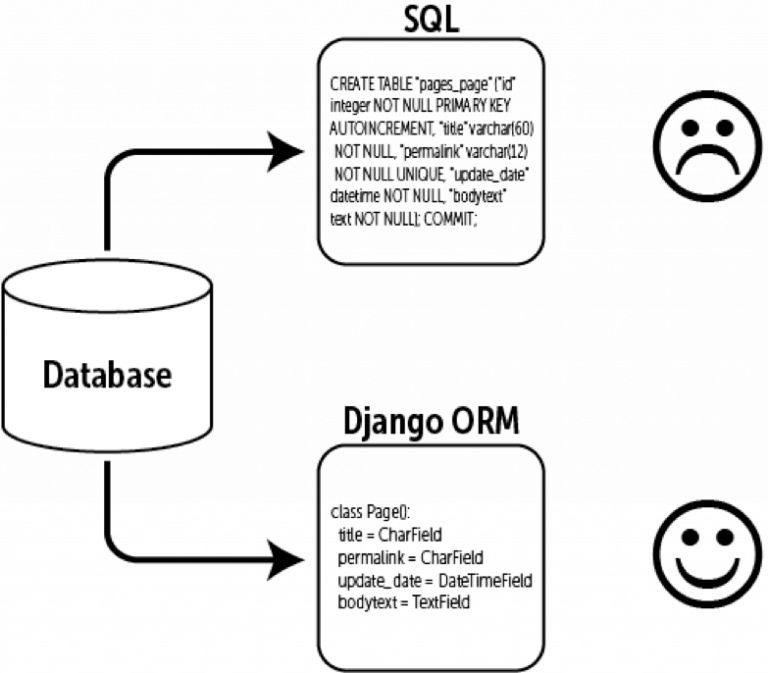 SQL
CREATE TABLE "pages_page" ("id"
integer NOT NULL PRIMARY KEY
AUTOINCREMENT, "title" varchar(60)
NOT NULL, "permalink" varchar(12)
NOT NULL UNIQUE, "update_date"
datetime NOT NULL, "bodytext"
text NOT NULL); COMMIT;
Database
Django ORM
class Page():
title = CharField
permalink = CharField
update_date = DateTimeField
bodytext = TextField